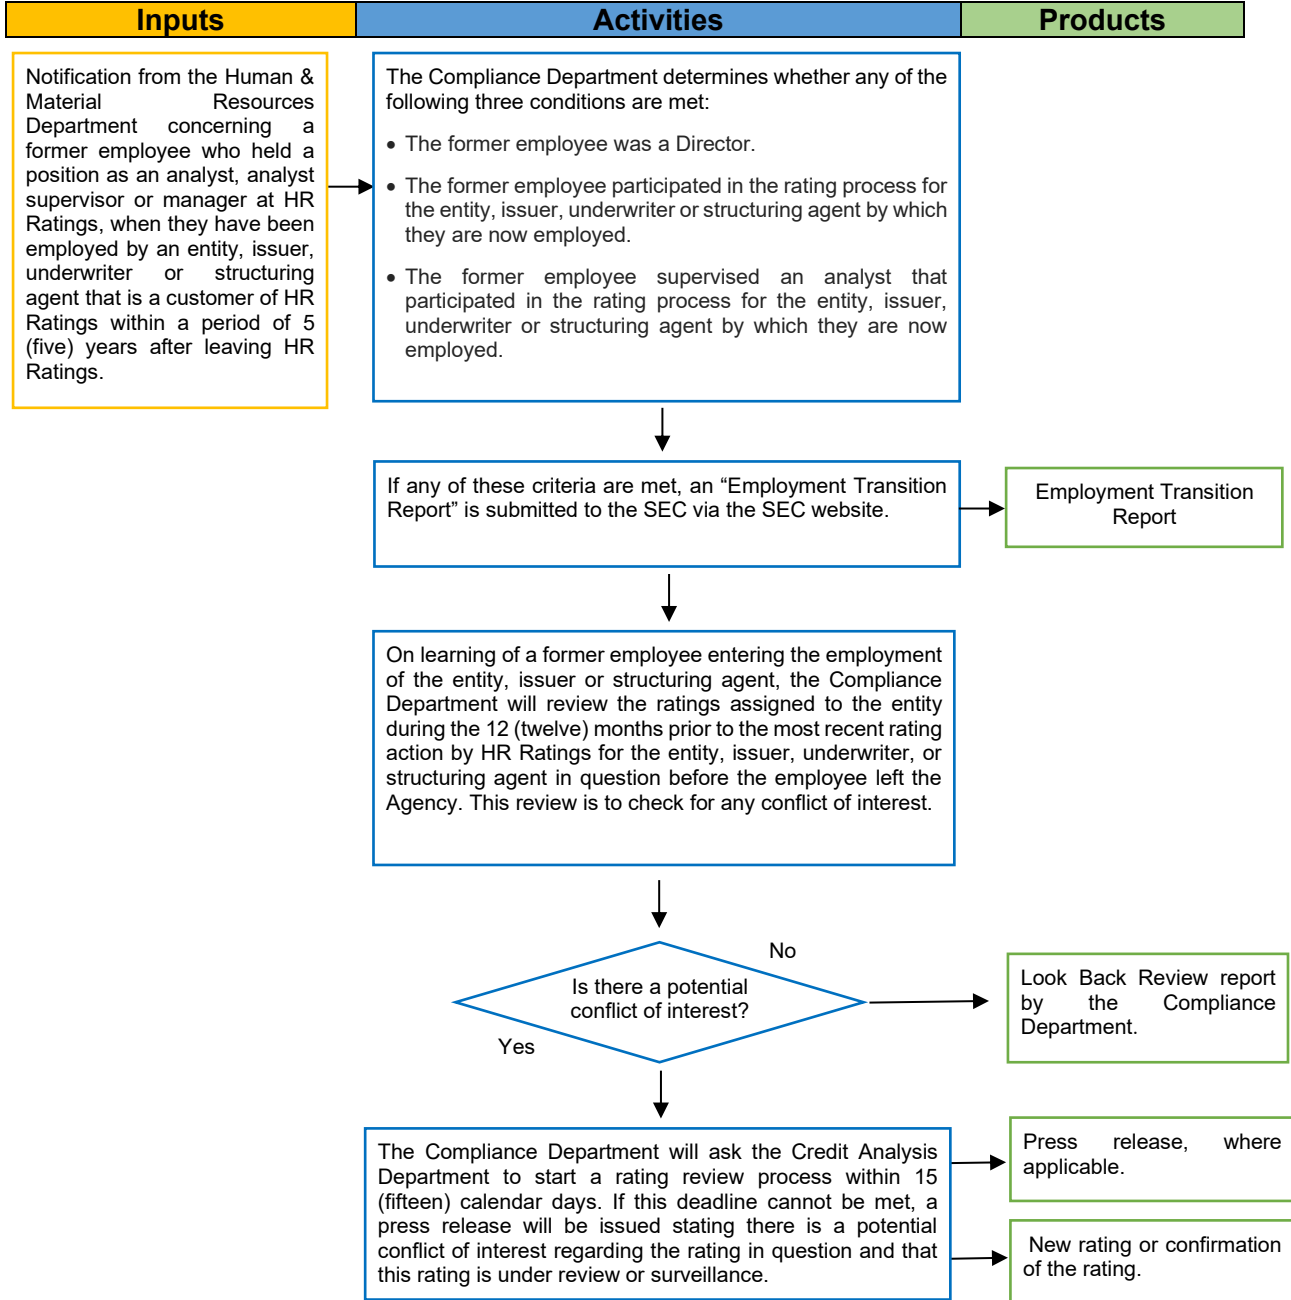 Inputs
Activities
Products
Notification from the Human &
Material Resources
Department concerning a
former employee who held a
position as an analyst, analyst
supervisor or manager at HR
Ratings, when they have been
employed by an entity, issuer,
underwriter or structuring
agent that is a customer of HR
Ratings within a period of 5
(five) years after leaving HR
Ratings.
The Compliance Department determines whether any of the
following three conditions are met:
• The former employee was a Director.
• The former employee participated in the rating process for
the entity, issuer, underwriter or structuring agent by which
they are now employed.
• The former employee supervised an analyst that
participated in the rating process for the entity, issuer,
underwriter or structuring agent by which they are now
employed.
If any of these criteria are met, an “Employment Transition
Report” is submitted to the SEC via the SEC website.
Employment Transition
Report
On learning of a former employee entering the employment
of the entity, issuer or structuring agent, the Compliance
Department will review the ratings assigned to the entity
during the 12 (twelve) months prior to the most recent rating
action by HR Ratings for the entity, issuer, underwriter, or
structuring agent in question before the employee left the
Agency. This review is to check for any conflict of interest.
No
Is there a potential
conflict of interest?
Yes
Look Back Review report
by the Compliance
Department.
The Compliance Department will ask the Credit Analysis
Department to start a rating review process within 15
(fifteen) calendar days. If this deadline cannot be met, a
press release will be issued stating there is a potential
conflict of interest regarding the rating in question and that
this rating is under review or surveillance.
Press release, where
applicable.
New rating or confirmation
of the rating.